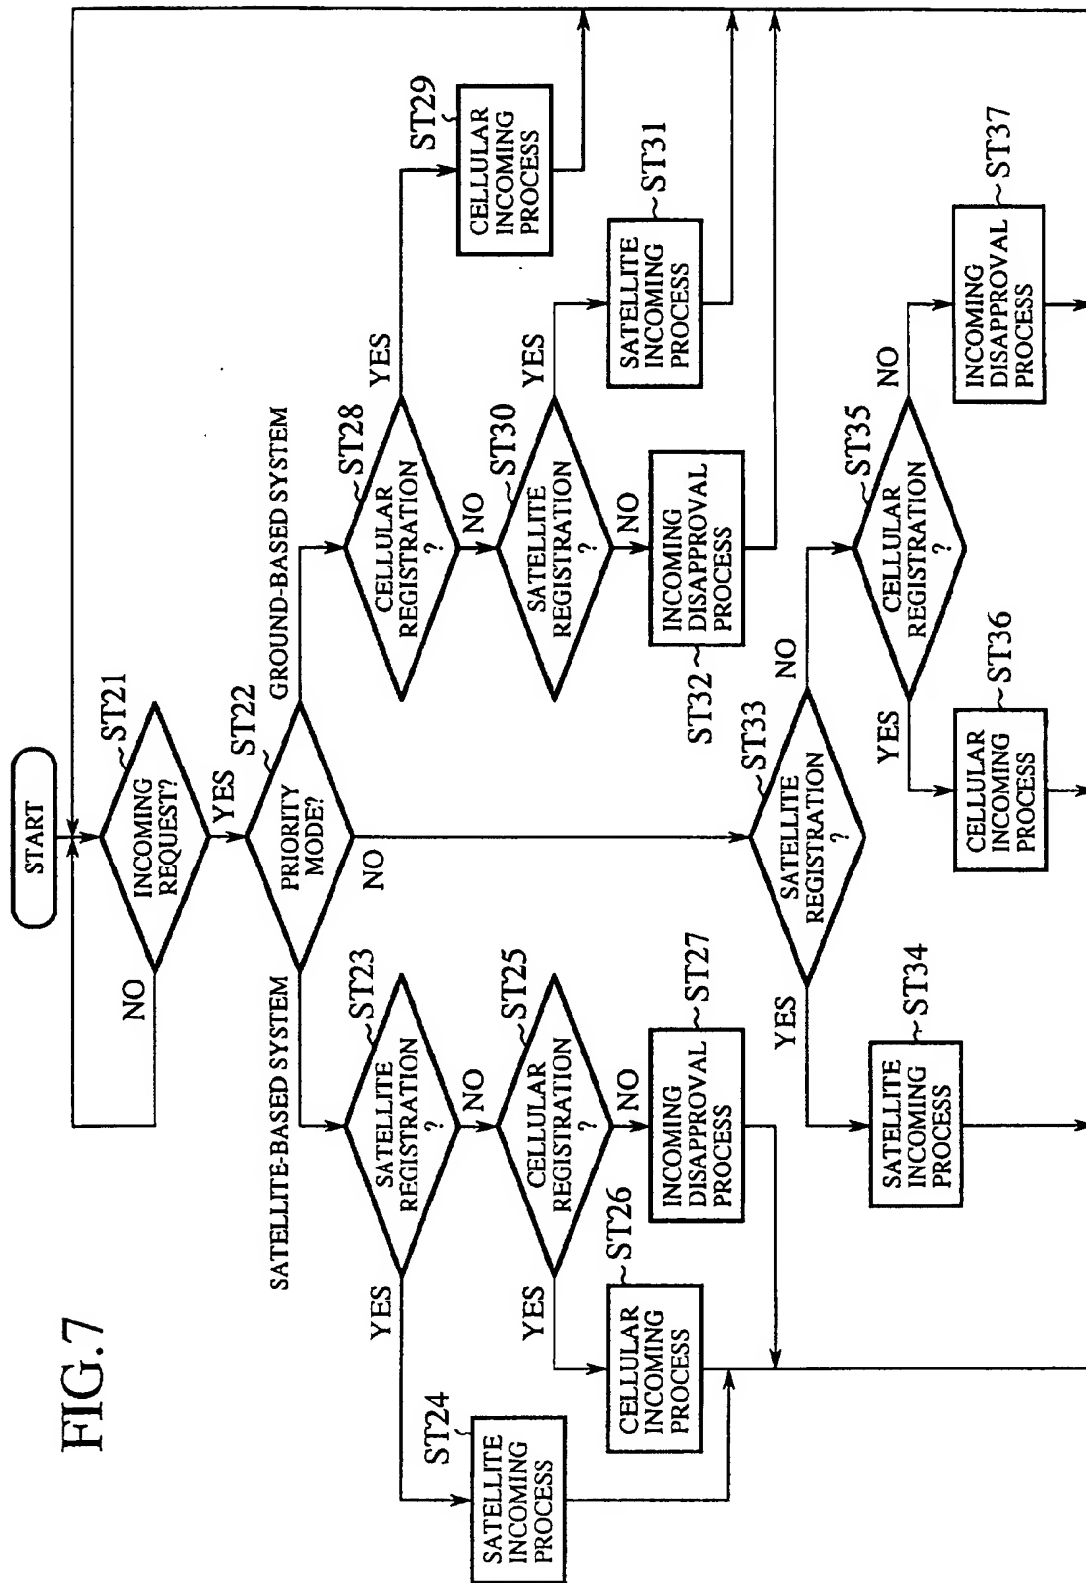 FIG.7
START
ST21
INCOMING
REQUEST?
NO
YES
ST22
PRIORITY
MODE?
SATELLITE-BASED SYSTEM
GROUND-BASED SYSTEM
NO
ST23
SATELLITE
REGISTRATION
?
YES
NO
ST24
SATELLITE
INCOMING
PROCESS
ST25
CELLULAR
REGISTRATION
?
YES
NO
ST26
CELLULAR
INCOMING
PROCESS
ST27
INCOMING
DISAPPROVAL
PROCESS
ST28
CELLULAR
REGISTRATION
?
YES
NO
ST29
CELLULAR
INCOMING
PROCESS
ST30
SATELLITE
REGISTRATION
?
YES
NO
ST31
SATELLITE
INCOMING
PROCESS
ST32
INCOMING
DISAPPROVAL
PROCESS
ST33
SATELLITE
REGISTRATION
?
YES
NO
ST34
SATELLITE
INCOMING
PROCESS
ST35
CELLULAR
REGISTRATION
?
YES
NO
ST36
CELLULAR
INCOMING
PROCESS
ST37
INCOMING
DISAPPROVAL
PROCESS